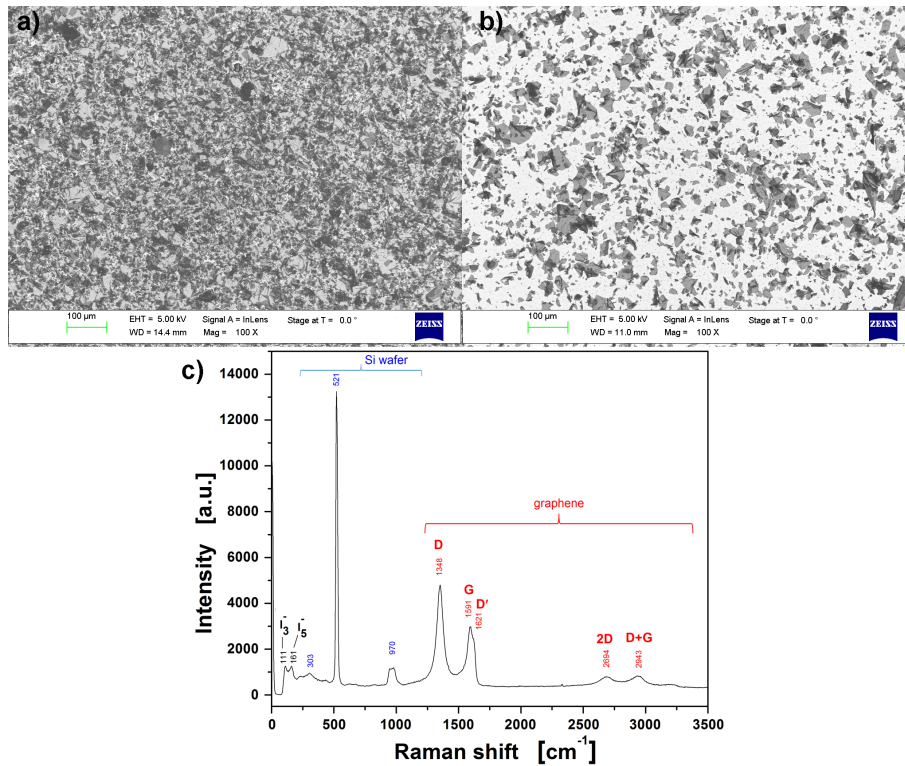 a)
b)
100 µm
EHT = 5.00 kV
Signal A = InLens
Stage at T = 0.0 °
WD = 14.4 mm
Mag = 100 X
ZEISS
100 µm
EHT = 5.00 kV
Signal A = InLens
Stage at T = 0.0 °
WD = 11.0 mm
Mag = 100 X
ZEISS
c)
Si wafer
521
graphene
D
1348
G
1591
D'
1621
I3-
111
I5-
161
303
970
2D
2694
D+G
2943
14000
12000
10000
8000
6000
4000
2000
0
Intensity [a.u.]
0 500 1000 1500 2000 2500 3000 3500
Raman shift [cm-1]